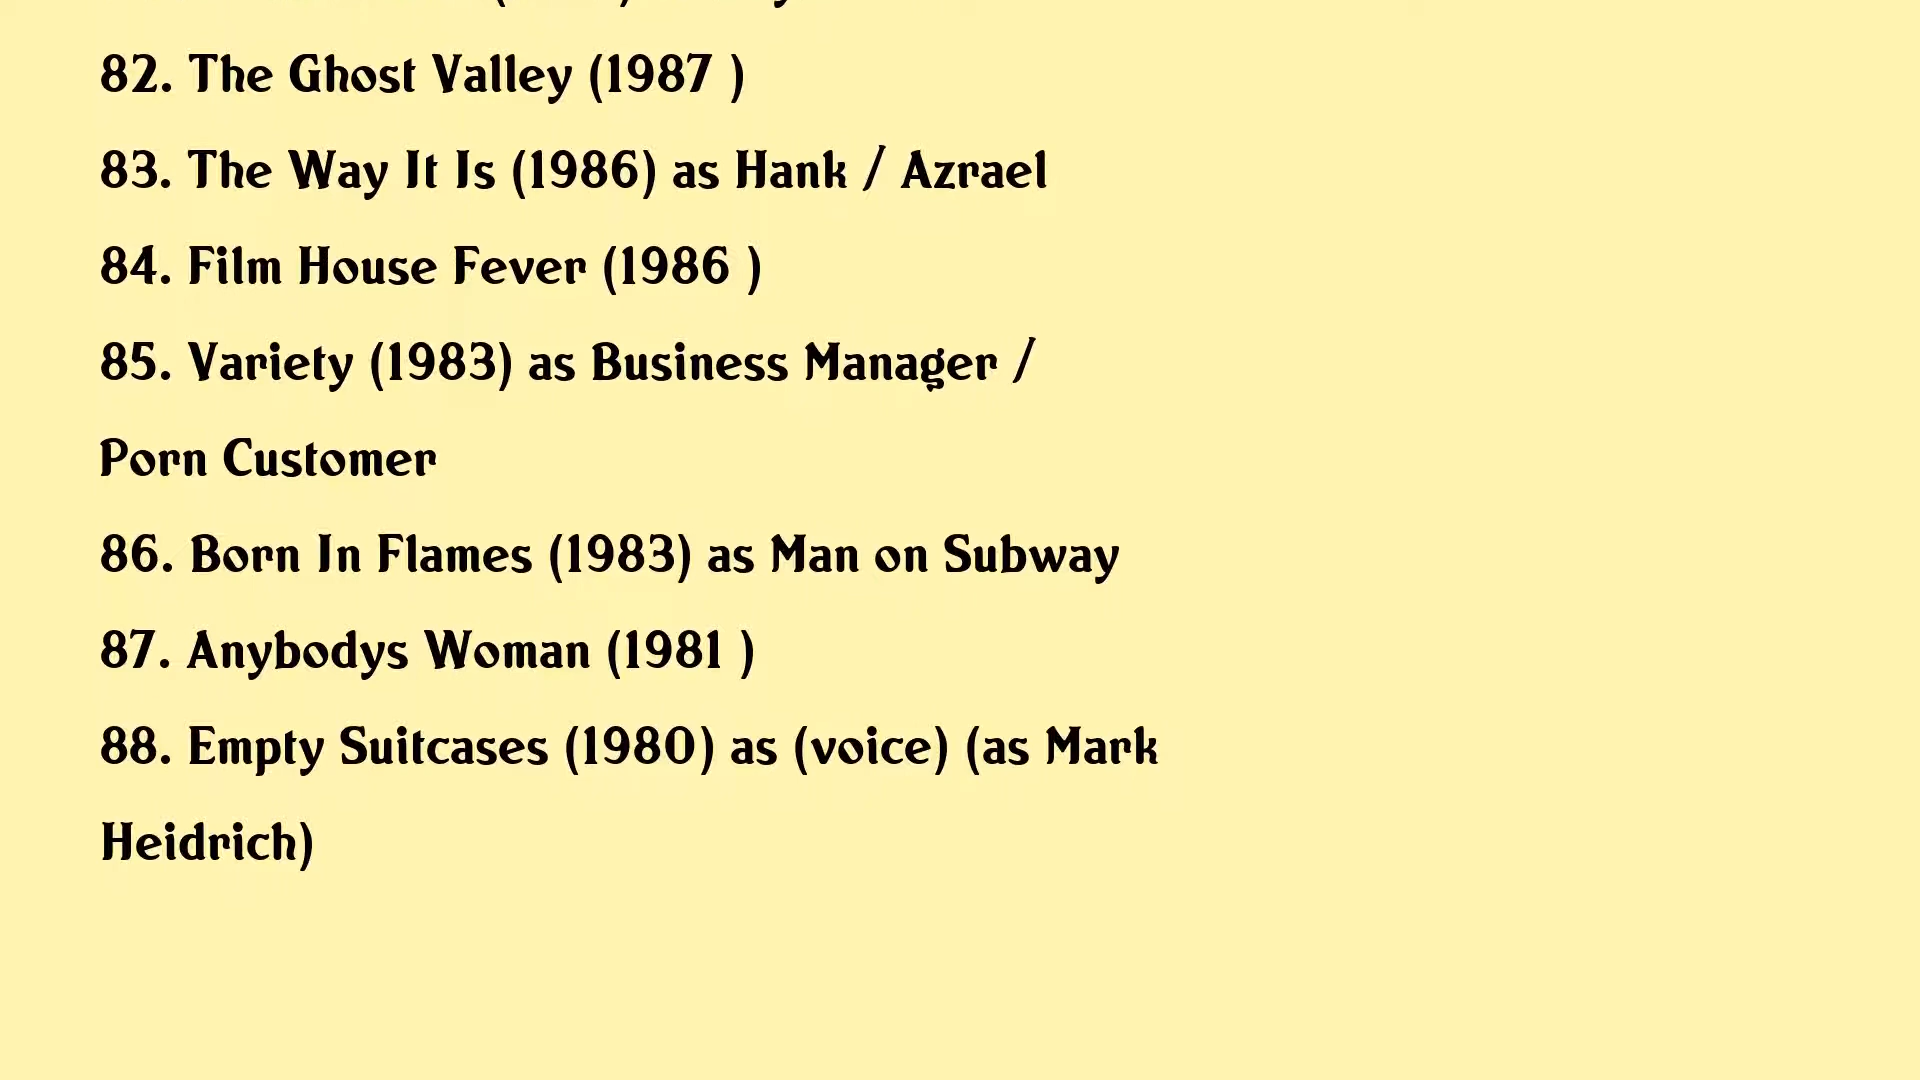 82. The Ghost Valley (1987 )
83. The Way It Is (1986) as Hank / Azrael
84. Film House Fever (1986 )
85. Variety (1983) as Business Manager /
Porn Customer
86. Born In Flames (1983) as Man on Subway
87. Anybodys Woman (1981 )
88. Empty Suitcases (1980) as (voice) (as Mark
Heidrich)